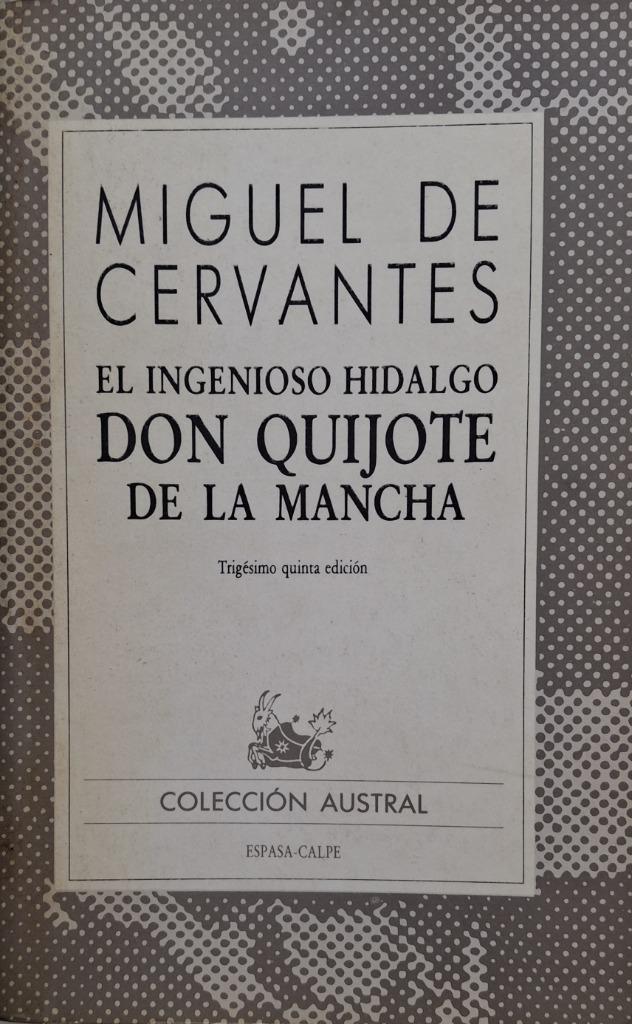 MIGUEL DE
CERVANTES
EL INGENIOSO HIDALGO
DON QUIJOTE
DE LA MANCHA
Trigésimo quinta edición
COLECCIÓN AUSTRAL
ESPASA-CALPE